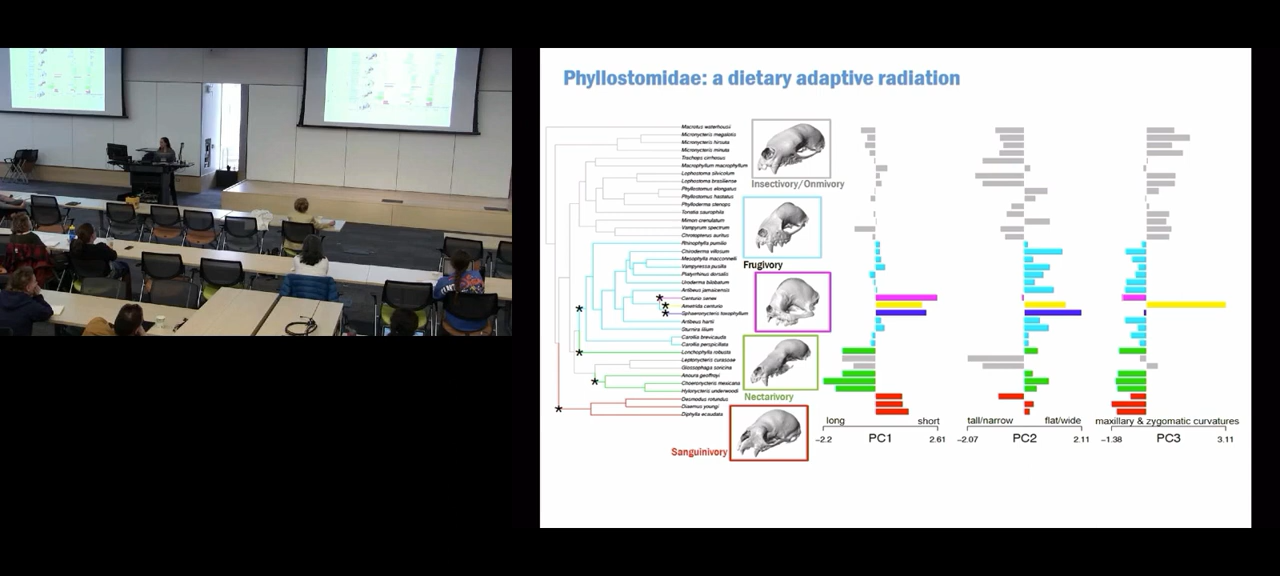 Phyllostomidae: a dietary adaptive radiation
Macrotus waterhousii
Micronycteris megalotis
Micronycteris hirsuta
Micronycteris minuta
Trachops cirrhosus
Macrophyllum macrophyllum
Lophostoma silvicolum
Lophostoma brasiliense
Phyllostomus elongatus
Phyllostomus hastatus
Phylloderma stenops
Tonatia saurophila
Mimon crenulatum
Vampyrum spectrum
Chrotopterus auritus
Rhinophylla pumilio
Chiroderma villosum
Mesophylla macconnelli
Vampyressa pusilla
Platyrrhinus dorsalis
Uroderma bilobatum
Artibeus jamaicensis
Centurio senex
Ametrida centurio
Sphaeronycteris toxophyllum
Artibeus hartii
Sturnira lilium
Carollia brevicauda
Carollia perspicillata
Lonchophylla robusta
Leptonycteris curasoae
Glossophaga soricina
Anoura geoffroyi
Choeronycteris mexicana
Hylonycteris underwoodi
Desmodus rotundus
Diaemus youngi
Diphylla ecaudata
Insectivory/Onmivory
Frugivory
Nectarivory
Sanguinivory
long short
-2.2 PC1 2.61
tall/narrow flat/wide
-2.07 PC2 2.11
maxillary & zygomatic curvatures
-1.38 PC3 3.11